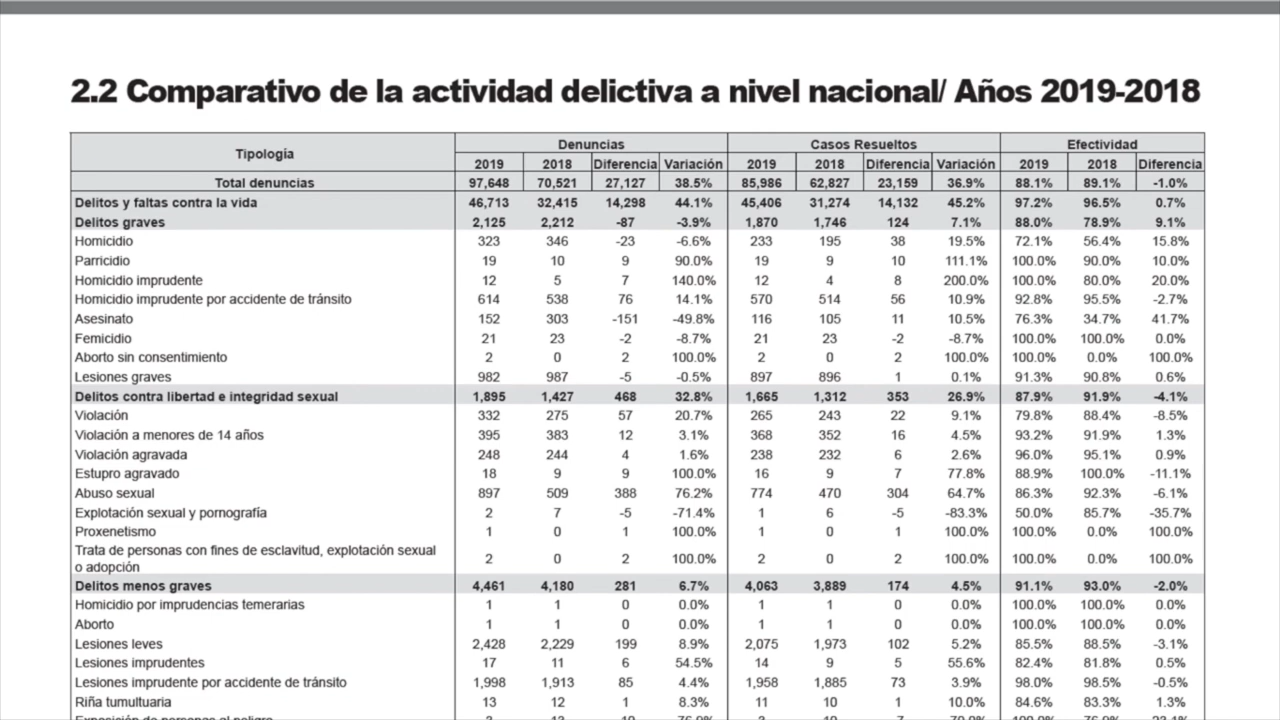 2.2 Comparativo de la actividad delictiva a nivel nacional/ Años 2019-2018
Tipología Denuncias Casos Resueltos Efectividad
2019 2018 Diferencia Variación 2019 2018 Diferencia Variación 2019 2018 Diferencia
Total denuncias 97,648 70,521 27,127 38.5% 85,986 62,827 23,159 36.9% 88.1% 89.1% -1.0%
Delitos y faltas contra la vida 46,713 32,415 14,298 44.1% 45,406 31,274 14,132 45.2% 97.2% 96.5% 0.7%
Delitos graves 2,125 2,212 -87 -3.9% 1,870 1,746 124 7.1% 88.0% 78.9% 9.1%
Homicidio 323 346 -23 -6.6% 233 195 38 19.5% 72.1% 56.4% 15.8%
Parricidio 19 10 9 90.0% 19 9 10 111.1% 100.0% 90.0% 10.0%
Homicidio imprudente 12 5 7 140.0% 12 4 8 200.0% 100.0% 80.0% 20.0%
Homicidio imprudente por accidente de tránsito 614 538 76 14.1% 570 514 56 10.9% 92.8% 95.5% -2.7%
Asesinato 152 303 -151 -49.8% 116 105 11 10.5% 76.3% 34.7% 41.7%
Femicidio 21 23 -2 -8.7% 21 23 -2 -8.7% 100.0% 100.0% 0.0%
Aborto sin consentimiento 2 0 2 100.0% 2 0 2 100.0% 100.0% 0.0% 100.0%
Lesiones graves 982 987 -5 -0.5% 897 896 1 0.1% 91.3% 90.8% 0.6%
Delitos contra libertad e integridad sexual 1,895 1,427 468 32.8% 1,665 1,312 353 26.9% 87.9% 91.9% -4.1%
Violación 332 275 57 20.7% 265 243 22 9.1% 79.8% 88.4% -8.5%
Violación a menores de 14 años 395 383 12 3.1% 368 352 16 4.5% 93.2% 91.9% 1.3%
Violación agravada 248 244 4 1.6% 238 232 6 2.6% 96.0% 95.1% 0.9%
Estupro agravado 18 9 9 100.0% 16 9 7 77.8% 88.9% 100.0% -11.1%
Abuso sexual 897 509 388 76.2% 774 470 304 64.7% 86.3% 92.3% -6.1%
Explotación sexual y pornografía 2 7 -5 -71.4% 1 6 -5 -83.3% 50.0% 85.7% -35.7%
Proxenetismo 1 0 1 100.0% 1 0 1 100.0% 100.0% 0.0% 100.0%
Trata de personas con fines de esclavitud, explotación sexual
o adopción 2 0 2 100.0% 2 0 2 100.0% 100.0% 0.0% 100.0%
Delitos menos graves 4,461 4,180 281 6.7% 4,063 3,889 174 4.5% 91.1% 93.0% -2.0%
Homicidio por imprudencias temerarias 1 1 0 0.0% 1 1 0 0.0% 100.0% 100.0% 0.0%
Aborto 1 1 0 0.0% 1 1 0 0.0% 100.0% 100.0% 0.0%
Lesiones leves 2,428 2,229 199 8.9% 2,075 1,973 102 5.2% 85.5% 88.5% -3.1%
Lesiones imprudentes 17 11 6 54.5% 14 9 5 55.6% 82.4% 81.8% 0.5%
Lesiones imprudente por accidente de tránsito 1,998 1,913 85 4.4% 1,958 1,885 73 3.9% 98.0% 98.5% -0.5%
Riña tumultuaria 13 12 1 8.3% 11 10 1 10.0% 84.6% 83.3% 1.3%